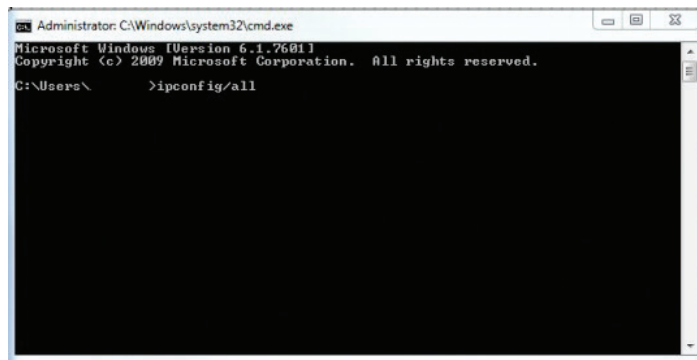 Administrator: C:\Windows\system32\cmd.exe
Microsoft Windows [Version 6.1.7601]
Copyright (c) 2009 Microsoft Corporation.  All rights reserved.
C:\Users\       >ipconfig/all